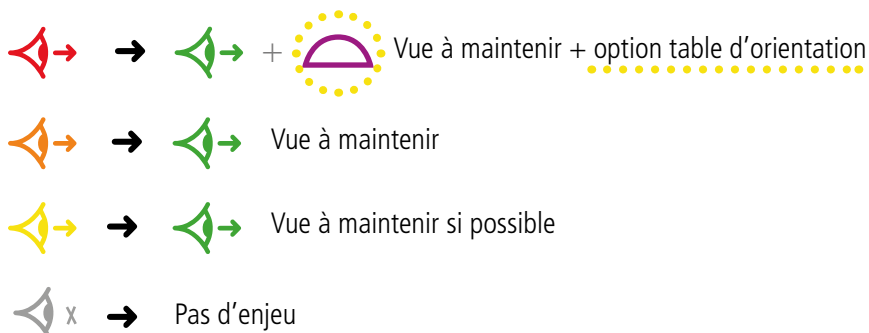 + Vue à maintenir + option table d'orientation
Vue à maintenir
Vue à maintenir si possible
x Pas d'enjeu